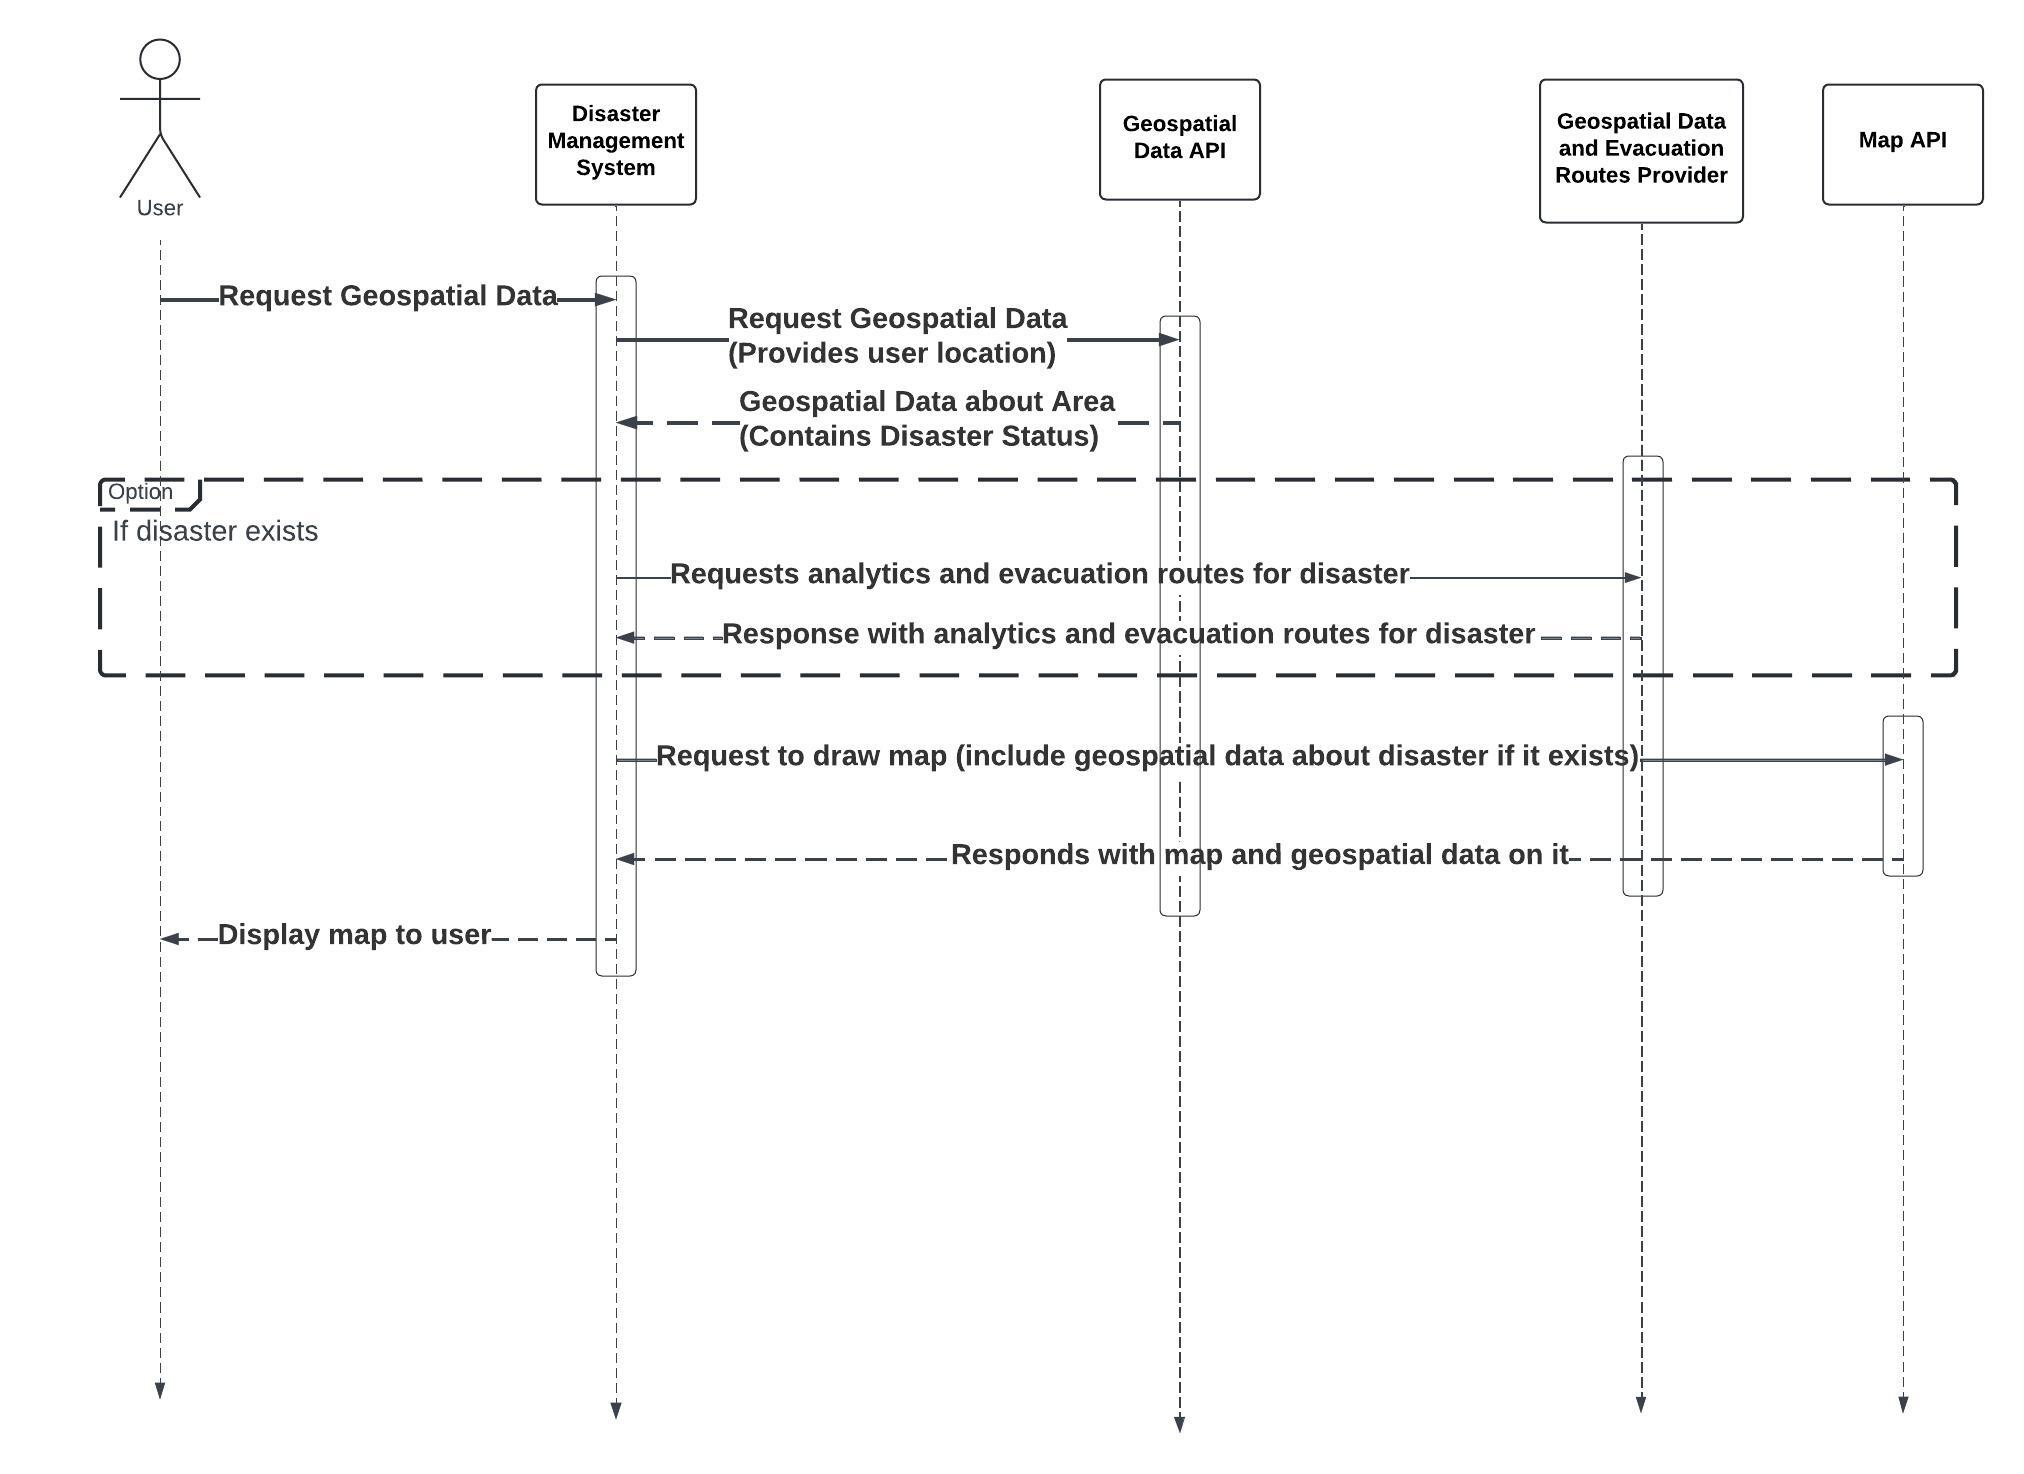 User
Disaster
Management
System
Geospatial
Data API
Geospatial Data
and Evacuation
Routes Provider
Map API
Request Geospatial Data
Request Geospatial Data
(Provides user location)
Geospatial Data about Area
(Contains Disaster Status)
Option
If disaster exists
Requests analytics and evacuation routes for disaster
Response with analytics and evacuation routes for disaster
Request to draw map (include geospatial data about disaster if it exists)
Responds with map and geospatial data on it
Display map to user